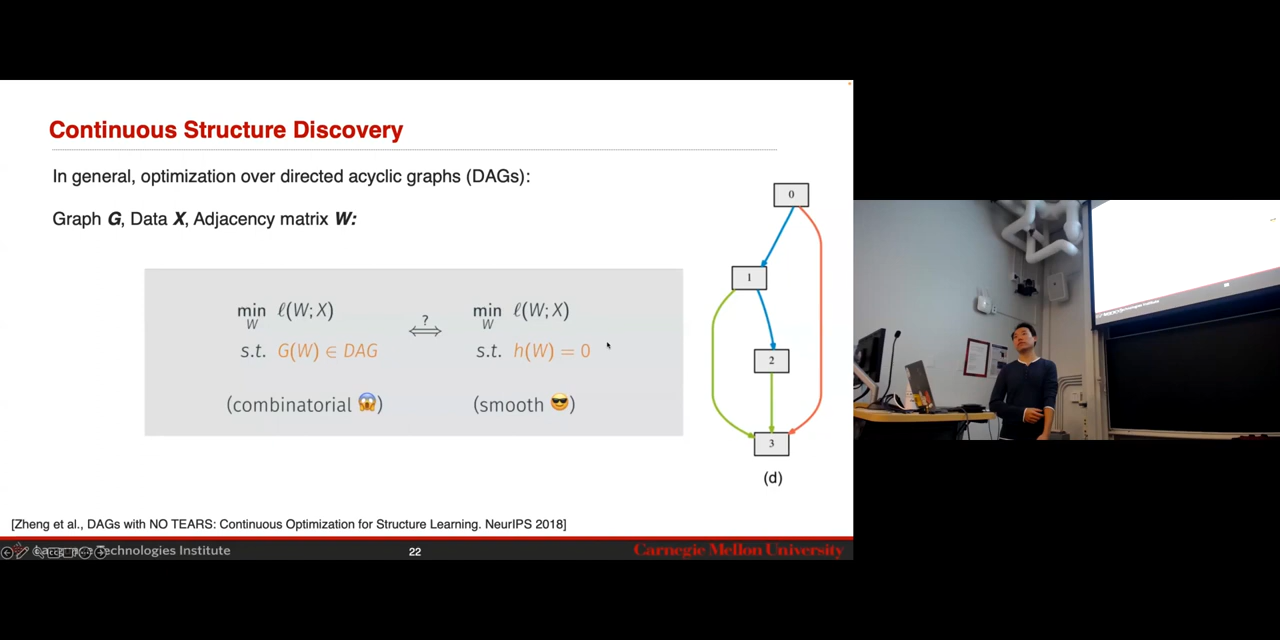 Continuous Structure Discovery
In general, optimization over directed acyclic graphs (DAGs):
Graph G, Data X, Adjacency matrix W:
min ℓ(W; X)
W
s.t. G(W) ∈ DAG
(combinatorial 😱)
?
⟺
min ℓ(W; X)
W
s.t. h(W) = 0
(smooth 😎)
0
1
2
3
(d)
[Zheng et al., DAGs with NO TEARS: Continuous Optimization for Structure Learning. NeurIPS 2018]
Technologies Institute
22
Carnegie Mellon University